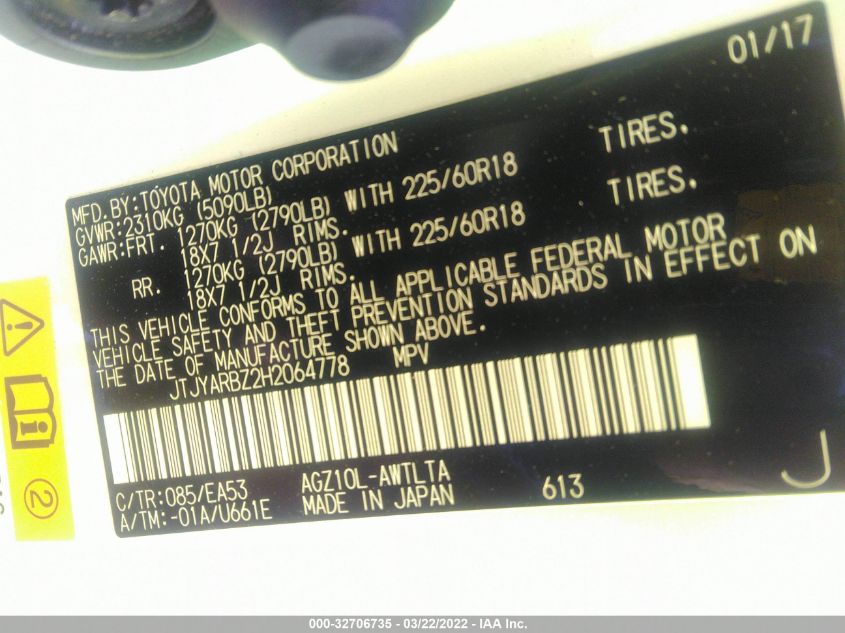 01/17
MFD.BY:TOYOTA MOTOR CORPORATION
GVWR:2310KG (5090LB)
GAWR:FRT. 1270KG (2790LB) WITH 225/60R18 TIRES.
18X7 1/2J RIMS.
RR. 1270KG (2790LB) WITH 225/60R18 TIRES.
18X7 1/2J RIMS.
THIS VEHICLE CONFORMS TO ALL APPLICABLE FEDERAL MOTOR
VEHICLE SAFETY AND THEFT PREVENTION STANDARDS IN EFFECT ON
THE DATE OF MANUFACTURE SHOWN ABOVE.
JTJYARBZ2H2064778 MPV
C/TR:085/EA53 AGZ10L-AWTLTA
A/TM:-01A/U661E MADE IN JAPAN 613
J
2
000-32706735 - 03/22/2022 - IAA Inc.